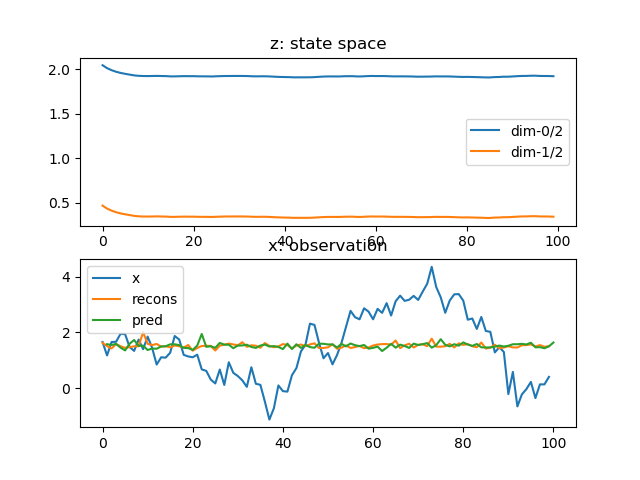 z: state space
2.0
1.5
1.0
0.5
dim-0/2
dim-1/2
0 20 40 60 80 100
x: observation
4
2
0
x
recons
pred
0 20 40 60 80 100